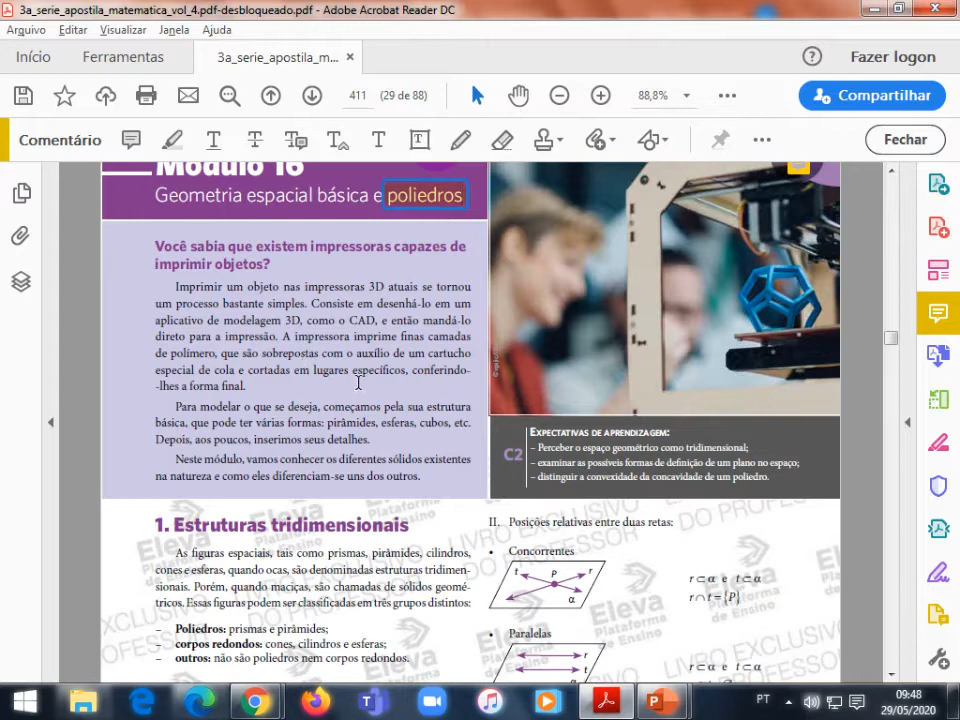 3a_serie_apostila_matematica_vol_4.pdf-desbloqueado.pdf - Adobe Acrobat Reader DC
Arquivo Editar Visualizar Janela Ajuda
Início Ferramentas 3a_serie_apostila_m... × Fazer logon
411 (29 de 88) 88,8% Compartilhar
Comentário Fechar
Módulo 16
Geometria espacial básica e poliedros
Você sabia que existem impressoras capazes de
imprimir objetos?
Imprimir um objeto nas impressoras 3D atuais se tornou
um processo bastante simples. Consiste em desenhá-lo em um
aplicativo de modelagem 3D, como o CAD, e então mandá-lo
direto para a impressão. A impressora imprime finas camadas
de polímero, que são sobrepostas com o auxílio de um cartucho
especial de cola e cortadas em lugares específicos, conferindo-
-lhes a forma final.
Para modelar o que se deseja, começamos pela sua estrutura
básica, que pode ter várias formas: pirâmides, esferas, cubos, etc.
Depois, aos poucos, inserimos seus detalhes.
Neste módulo, vamos conhecer os diferentes sólidos existentes
na natureza e como eles diferenciam-se uns dos outros.
C2
EXPECTATIVAS DE APRENDIZAGEM:
– Perceber o espaço geométrico como tridimensional;
– examinar as possíveis formas de definição de um plano no espaço;
– distinguir a convexidade da concavidade de um poliedro.
1. Estruturas tridimensionais
As figuras espaciais, tais como prismas, pirâmides, cilindros,
cones e esferas, quando ocas, são denominadas estruturas tridimen-
sionais. Porém, quando maciças, são chamadas de sólidos geomé-
tricos. Essas figuras podem ser classificadas em três grupos distintos:
– Poliedros: prismas e pirâmides;
– corpos redondos: cones, cilindros e esferas;
– outros: não são poliedros nem corpos redondos.
II. Posições relativas entre duas retas:
• Concorrentes
t P r α
r ⊂ α e t ⊂ α
r ∩ t = {P}
• Paralelas
r
t
r ⊂ α e t ⊂ α
Eleva Plataforma de Ensino
LIVRO EXCLUSIVO DO PROFESSOR
PT 09:48
29/05/2020